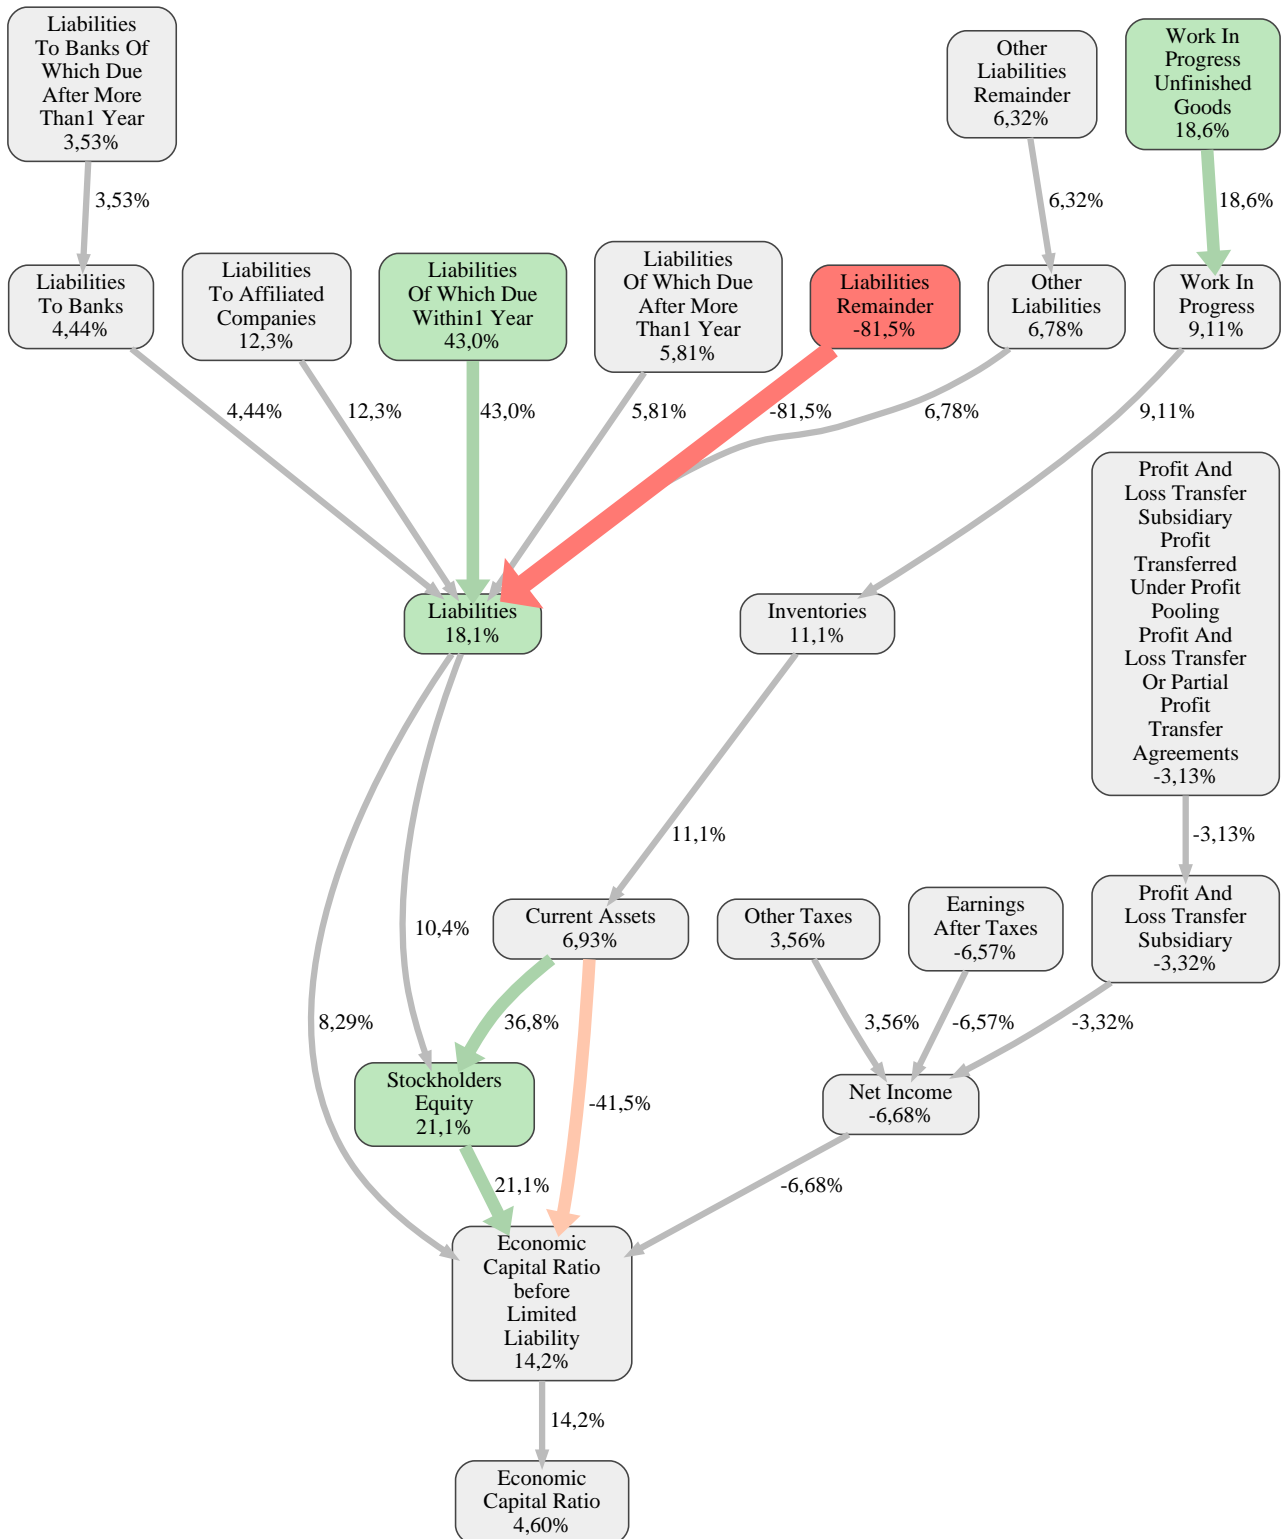 Liabilities
To Banks Of
Which Due
After More
Than1 Year
3,53%
Other
Liabilities
Remainder
6,32%
Work In
Progress
Unfinished
Goods
18,6%
3,53%
6,32%
18,6%
Liabilities
To Banks
4,44%
Liabilities
To Affiliated
Companies
12,3%
Liabilities
Of Which Due
Within1 Year
43,0%
Liabilities
Of Which Due
After More
Than1 Year
5,81%
Liabilities
Remainder
-81,5%
Other
Liabilities
6,78%
Work In
Progress
9,11%
4,44%
12,3%
43,0%
5,81%
-81,5%
6,78%
9,11%
Profit And
Loss Transfer
Subsidiary
Profit
Transferred
Under Profit
Pooling
Profit And
Loss Transfer
Or Partial
Profit
Transfer
Agreements
-3,13%
Liabilities
18,1%
Inventories
11,1%
11,1%
-3,13%
Current Assets
6,93%
Other Taxes
3,56%
Earnings
After Taxes
-6,57%
Profit And
Loss Transfer
Subsidiary
-3,32%
10,4%
8,29%
36,8%
3,56%
-6,57%
-3,32%
Stockholders
Equity
21,1%
-41,5%
Net Income
-6,68%
21,1%
-6,68%
Economic
Capital Ratio
before
Limited
Liability
14,2%
14,2%
Economic
Capital Ratio
4,60%